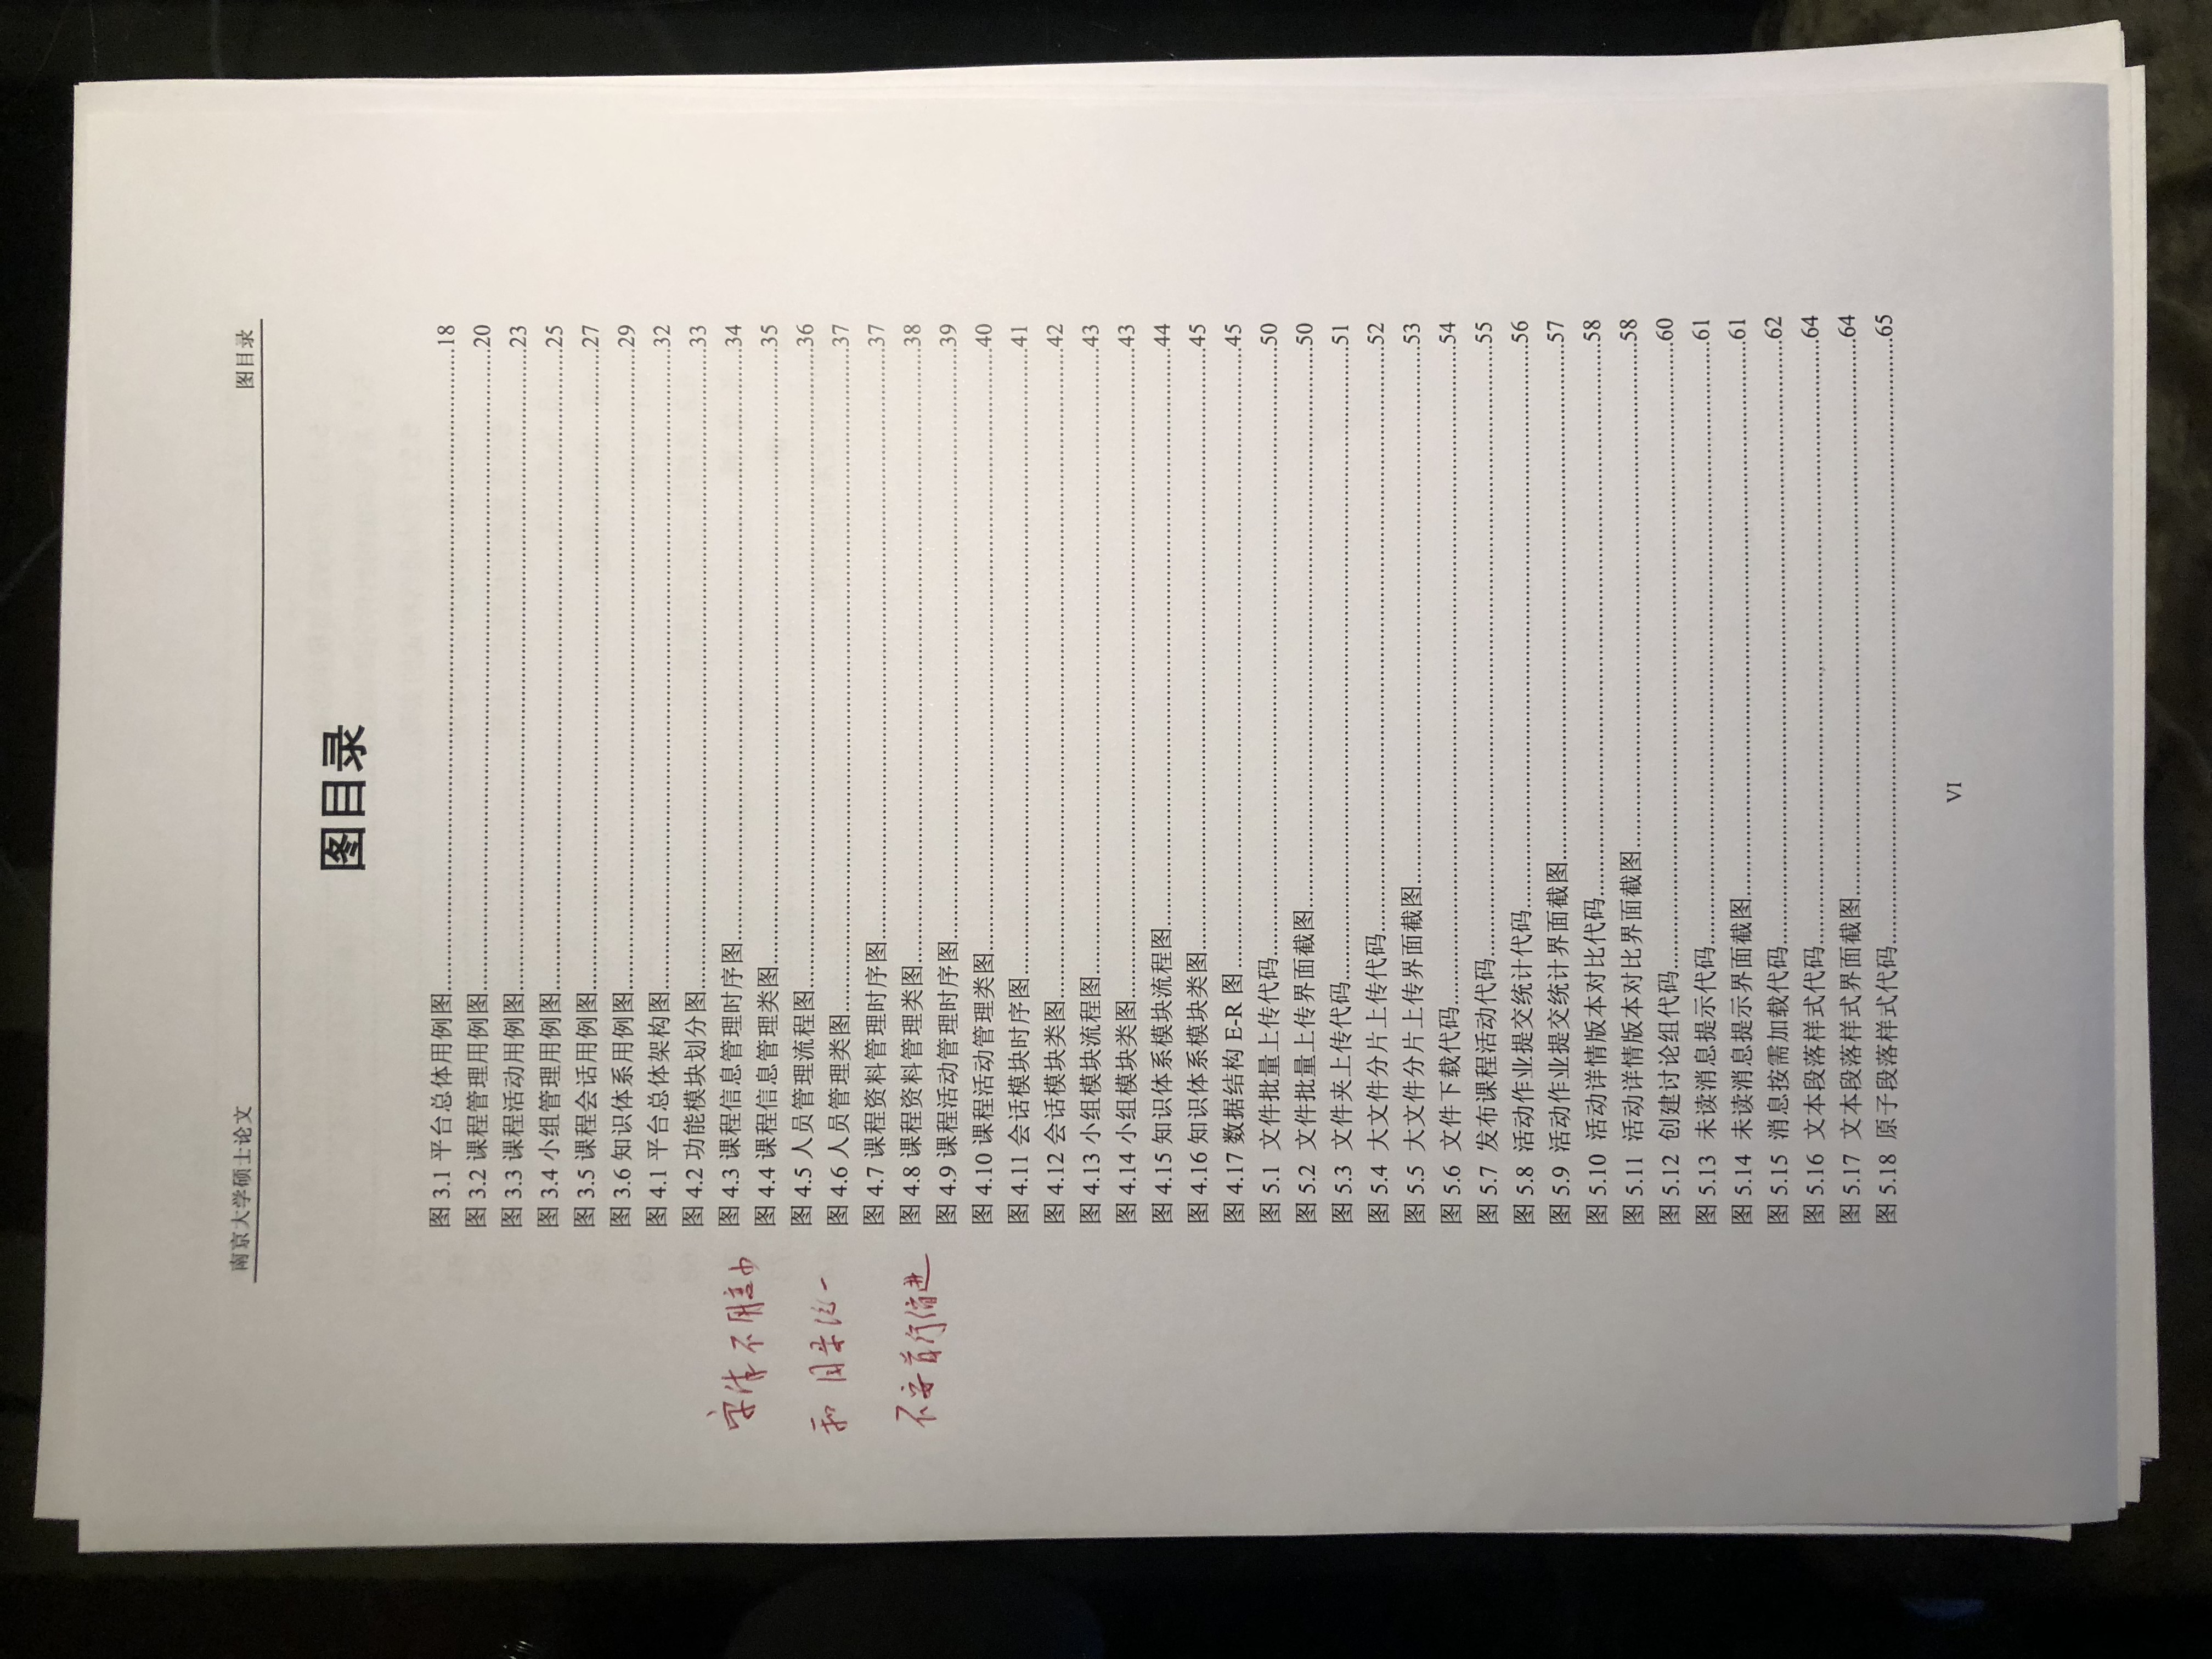 南京大学硕士论文 图目录
图目录
图 3.1 平台总体用例图....................18
图 3.2 课程管理用例图....................20
图 3.3 课程活动用例图....................23
图 3.4 小组管理用例图....................25
图 3.5 课程会话用例图....................27
图 3.6 知识体系用例图....................29
图 4.1 平台总体架构图....................32
图 4.2 功能模块划分图....................33
图 4.3 课程信息管理时序图....................34
图 4.4 课程信息管理类图....................35
图 4.5 人员管理流程图....................36
图 4.6 人员管理类图....................37
图 4.7 课程资料管理时序图....................37
图 4.8 课程资料管理类图....................38
图 4.9 课程活动管理时序图....................39
图 4.10 课程活动管理类图....................40
图 4.11 会话模块时序图....................41
图 4.12 会话模块类图....................42
图 4.13 小组模块流程图....................43
图 4.14 小组模块类图....................43
图 4.15 知识体系模块流程图....................44
图 4.16 知识体系模块类图....................45
图 4.17 数据结构 E-R 图....................45
图 5.1 文件批量上传代码....................50
图 5.2 文件批量上传界面截图....................50
图 5.3 文件夹上传代码....................51
图 5.4 大文件分片上传代码....................52
图 5.5 大文件分片上传界面截图....................53
图 5.6 文件下载代码....................54
图 5.7 发布课程活动代码....................55
图 5.8 活动作业提交统计代码....................56
图 5.9 活动作业提交统计界面截图....................57
图 5.10 活动详情版本对比代码....................58
图 5.11 活动详情版本对比界面截图....................58
图 5.12 创建讨论组代码....................60
图 5.13 未读消息提示代码....................61
图 5.14 未读消息提示界面截图....................61
图 5.15 消息按需加载代码....................62
图 5.16 文本段落样式代码....................64
图 5.17 文本段落样式界面截图....................64
图 5.18 原子段落样式代码....................65
不用
和 目录统一
不要首行缩进
VI